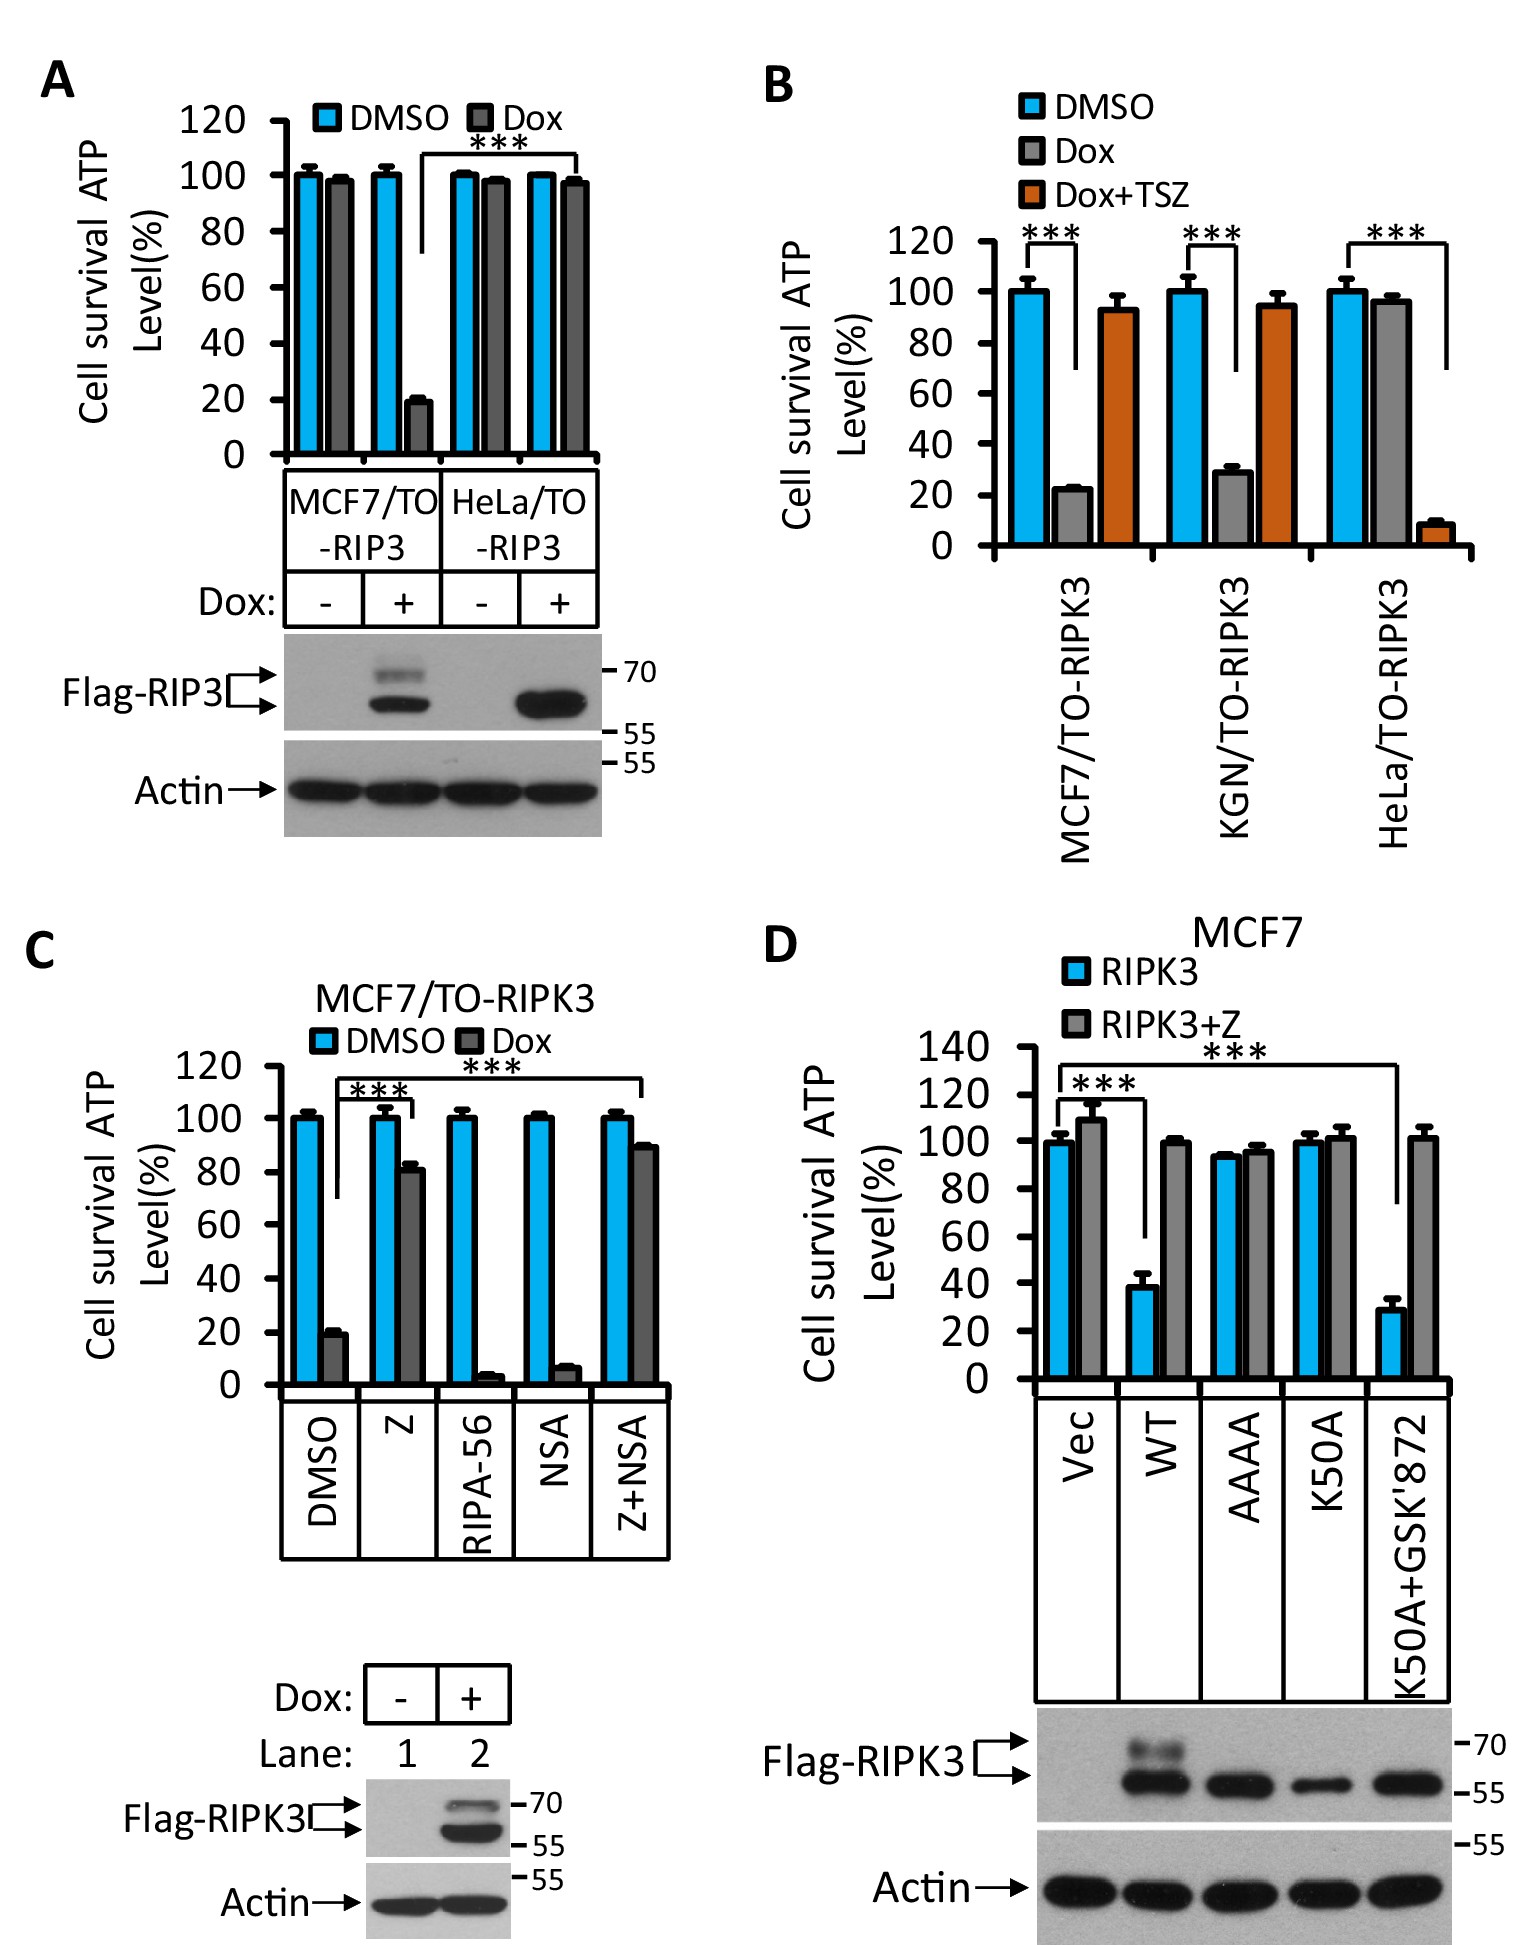 A
DMSO Dox
***
Cell survival ATP
Level(%)
120
100
80
60
40
20
0
MCF7/TO
-RIP3
HeLa/TO
-RIP3
Dox: - + - +
Flag-RIP3
70
55
55
Actin
B
DMSO
Dox
Dox+TSZ
*** *** ***
Cell survival ATP
Level(%)
120
100
80
60
40
20
0
MCF7/TO-RIPK3
KGN/TO-RIPK3
HeLa/TO-RIPK3
C
MCF7/TO-RIPK3
DMSO Dox
***
***
Cell survival ATP
Level(%)
120
100
80
60
40
20
0
DMSO
Z
RIPA-56
NSA
Z+NSA
Dox: - +
Lane: 1 2
Flag-RIPK3
70
55
55
Actin
D
MCF7
RIPK3
RIPK3+Z
***
***
Cell survival ATP
Level(%)
140
120
100
80
60
40
20
0
Vec
WT
AAAA
K50A
K50A+GSK'872
Flag-RIPK3
70
55
55
Actin